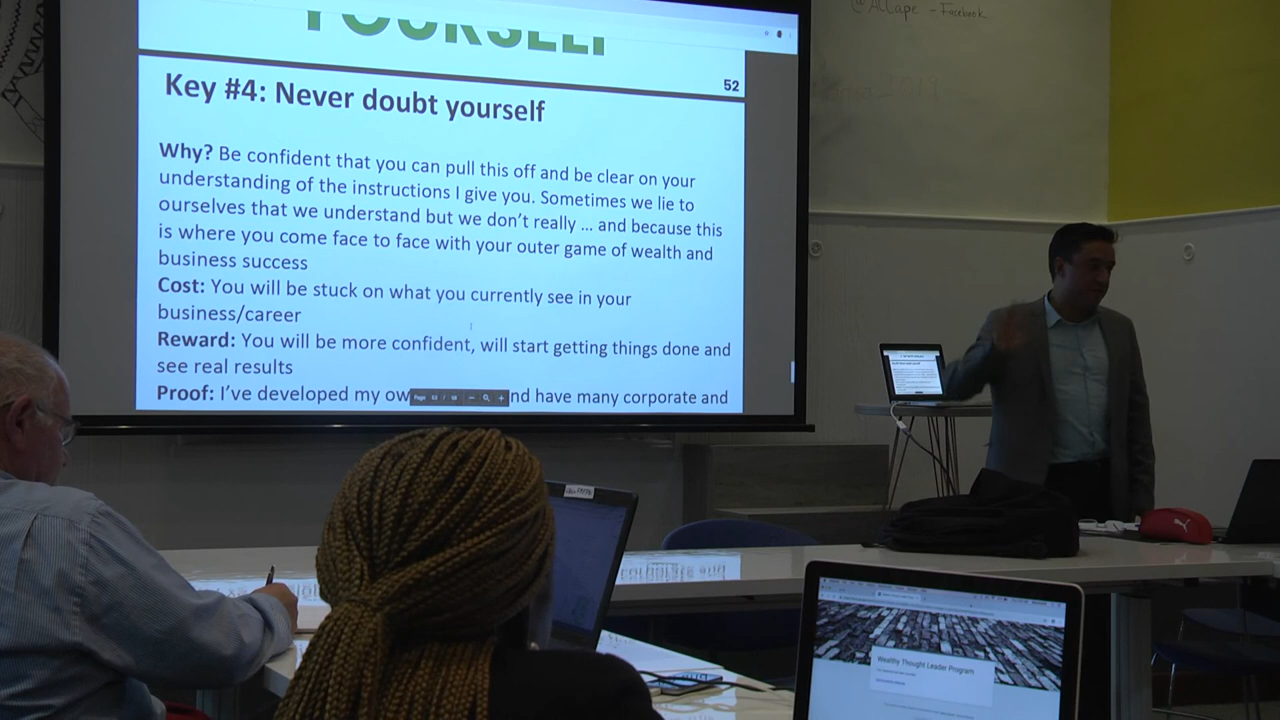 @AcLape - Facebook
YOURSELF
52
Key #4: Never doubt yourself
Why? Be confident that you can pull this off and be clear on your
understanding of the instructions I give you. Sometimes we lie to
ourselves that we understand but we don't really ... and because this
is where you come face to face with your outer game of wealth and
business success
Cost: You will be stuck on what you currently see in your
business/career
Reward: You will be more confident, will start getting things done and
see real results
Proof: I've developed my ow
nd have many corporate and
Page 53 / 68
Wealthy Thought Leader Program